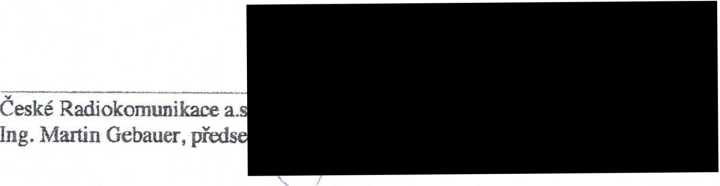 České Radiokomunikace a.s
Ing. Martin Gebauer, předse